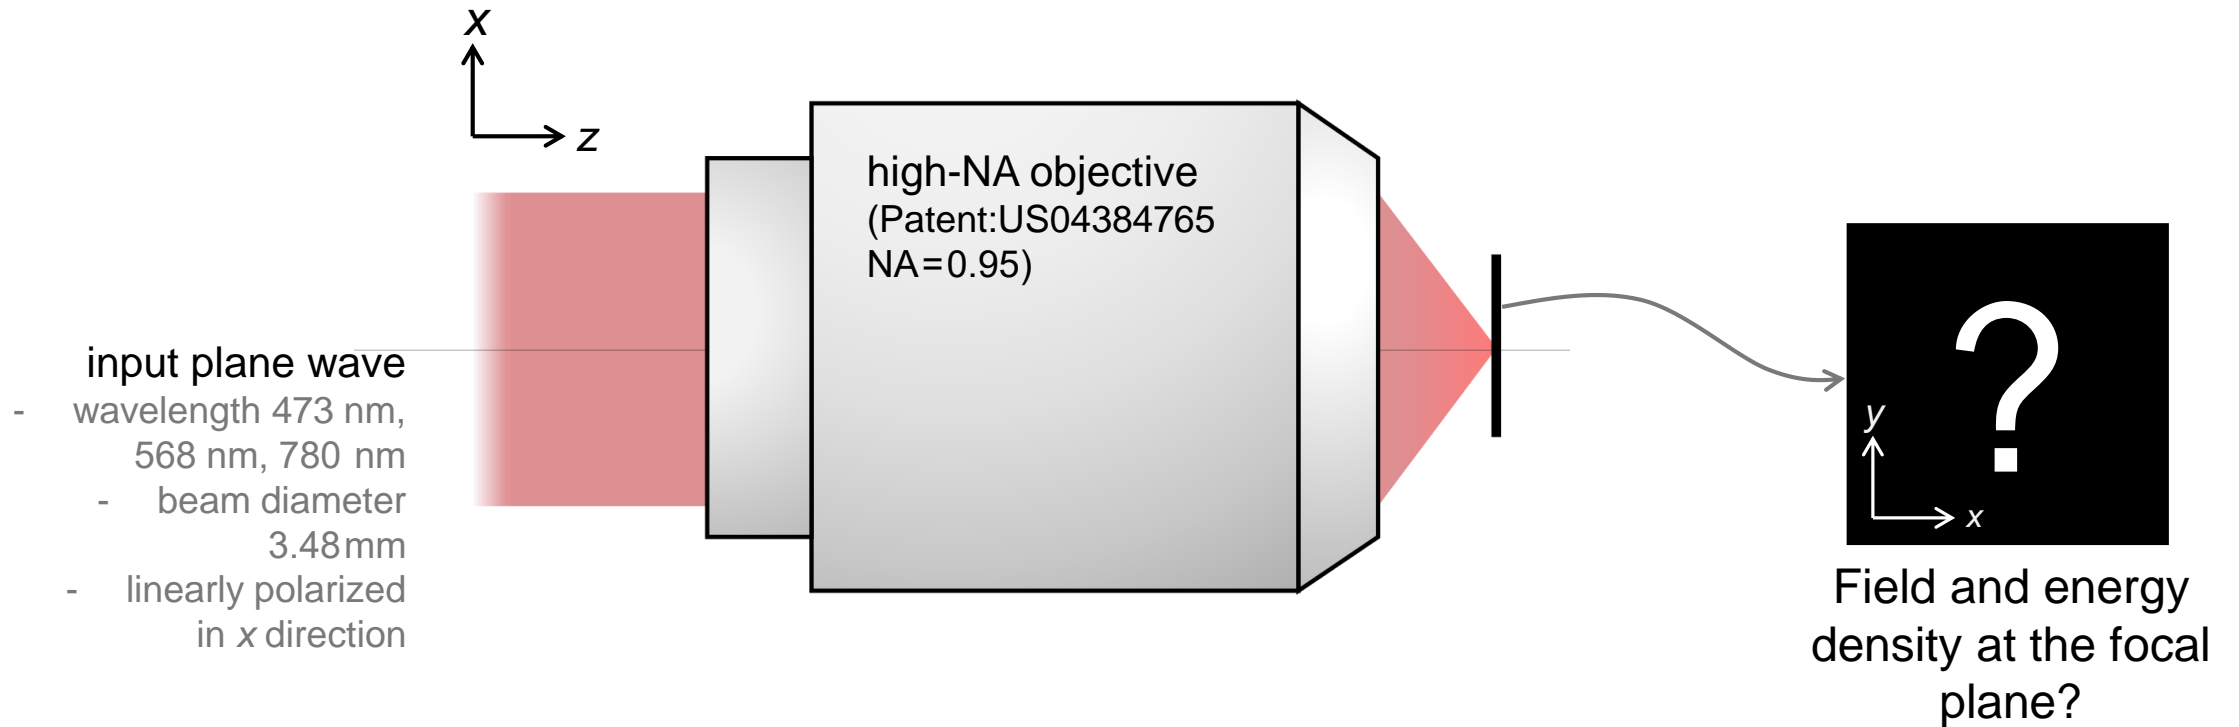 x
z
high-NA objective
(Patent:US04384765
NA=0.95)
input plane wave
- wavelength 473 nm,
568 nm, 780 nm
- beam diameter
3.48mm
- linearly polarized
in x direction
?
y
x
Field and energy
density at the focal
plane?